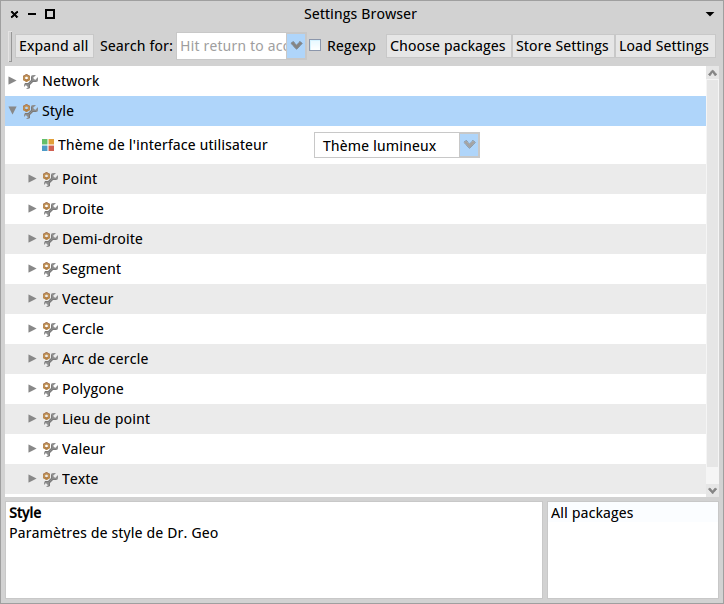 Settings Browser
Expand all Search for: Hit return to acc Regexp Choose packages Store Settings Load Settings
Network
Style
Thème de l'interface utilisateur Thème lumineux
Point
Droite
Demi-droite
Segment
Vecteur
Cercle
Arc de cercle
Polygone
Lieu de point
Valeur
Texte
Style All packages
Paramètres de style de Dr. Geo